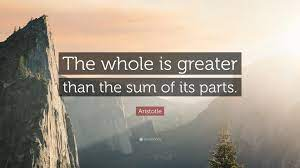 The whole is greater
than the sum of its parts.
Aristotle